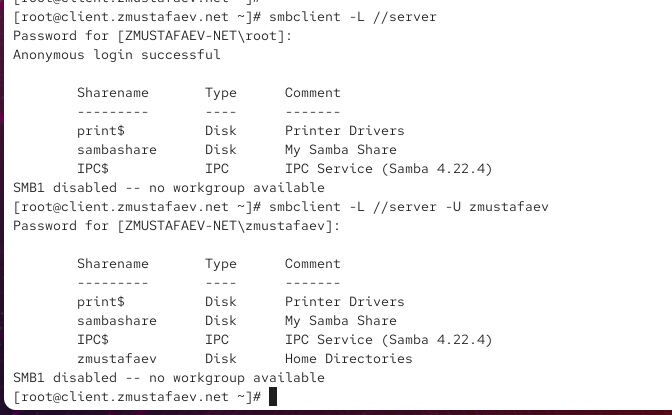 [root@client.zmustafaev.net ~]#
[root@client.zmustafaev.net ~]# smbclient -L //server
Password for [ZMUSTAFAEV-NET\root]:
Anonymous login successful

        Sharename       Type      Comment
        ---------       ----      -------
        print$          Disk      Printer Drivers
        sambashare      Disk      My Samba Share
        IPC$            IPC       IPC Service (Samba 4.22.4)
SMB1 disabled -- no workgroup available
[root@client.zmustafaev.net ~]# smbclient -L //server -U zmustafaev
Password for [ZMUSTAFAEV-NET\zmustafaev]:

        Sharename       Type      Comment
        ---------       ----      -------
        print$          Disk      Printer Drivers
        sambashare      Disk      My Samba Share
        IPC$            IPC       IPC Service (Samba 4.22.4)
        zmustafaev      Disk      Home Directories
SMB1 disabled -- no workgroup available
[root@client.zmustafaev.net ~]#